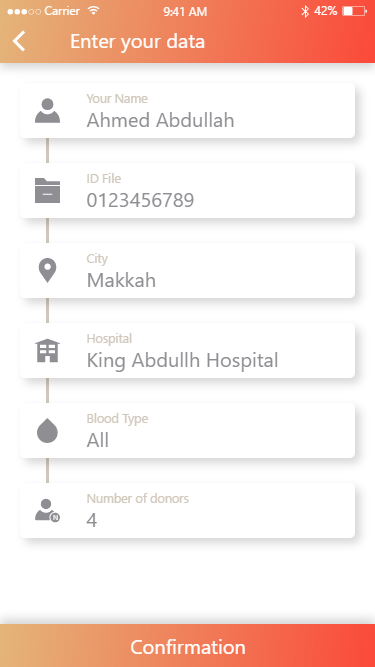 Carrier 9:41 AM 42%
Enter your data
Your Name
Ahmed Abdullah
ID File
0123456789
City
Makkah
Hospital
King Abdullh Hospital
Blood Type
All
Number of donors
4
N
Confirmation